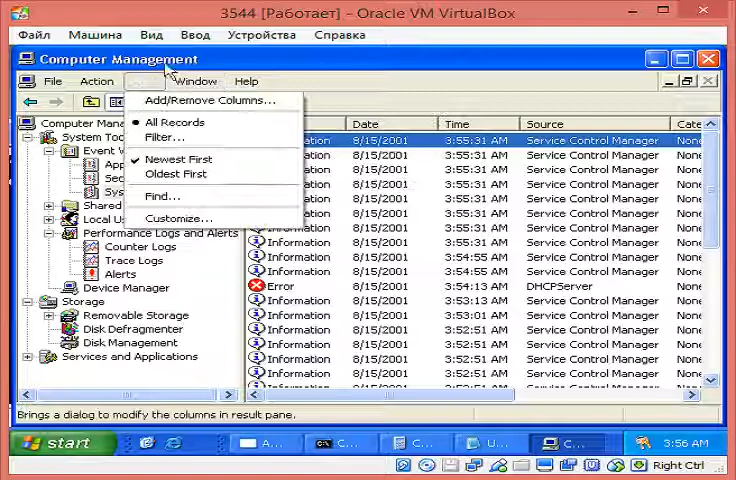 3544 [Работает] - Oracle VM VirtualBox
Файл Машина Вид Ввод Устройства Справка
Computer Management
File Action Window Help
Add/Remove Columns...
All Records
Filter...
Newest First
Oldest First
Find...
Customize...
Computer Mana
System Too
Event V
App
Sec
Sys
Shared
Local Us
Performance Logs and Alerts
Counter Logs
Trace Logs
Alerts
Device Manager
Storage
Removable Storage
Disk Defragmenter
Disk Management
Services and Applications
Date Time Source Cate
Information 8/15/2001 3:55:31 AM Service Control Manager None
Information 8/15/2001 3:55:31 AM Service Control Manager None
Information 8/15/2001 3:55:31 AM Service Control Manager None
Information 8/15/2001 3:55:31 AM Service Control Manager None
Information 8/15/2001 3:55:31 AM Service Control Manager None
Information 8/15/2001 3:55:31 AM Service Control Manager None
Information 8/15/2001 3:55:31 AM Service Control Manager None
Information 8/15/2001 3:55:31 AM Service Control Manager None
Information 8/15/2001 3:54:55 AM Service Control Manager None
Information 8/15/2001 3:54:55 AM Service Control Manager None
Error 8/15/2001 3:54:13 AM DHCPServer None
Information 8/15/2001 3:53:13 AM Service Control Manager None
Information 8/15/2001 3:53:01 AM Service Control Manager None
Information 8/15/2001 3:52:51 AM Service Control Manager None
Information 8/15/2001 3:52:51 AM Service Control Manager None
Information 8/15/2001 3:52:51 AM Service Control Manager None
Information 8/15/2001 3:52:51 AM Service Control Manager None
Brings a dialog to modify the columns in result pane.
start A... C... C... U... C... 3:56 AM
Right Ctrl